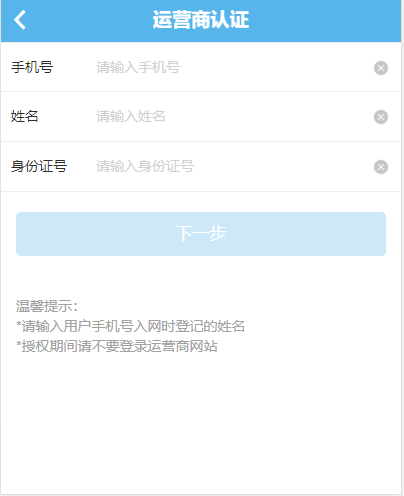 运营商认证
手机号 请输入手机号
姓名 请输入姓名
身份证号 请输入身份证号
下一步
温馨提示：
*请输入用户手机号入网时登记的姓名
*授权期间请不要登录运营商网站